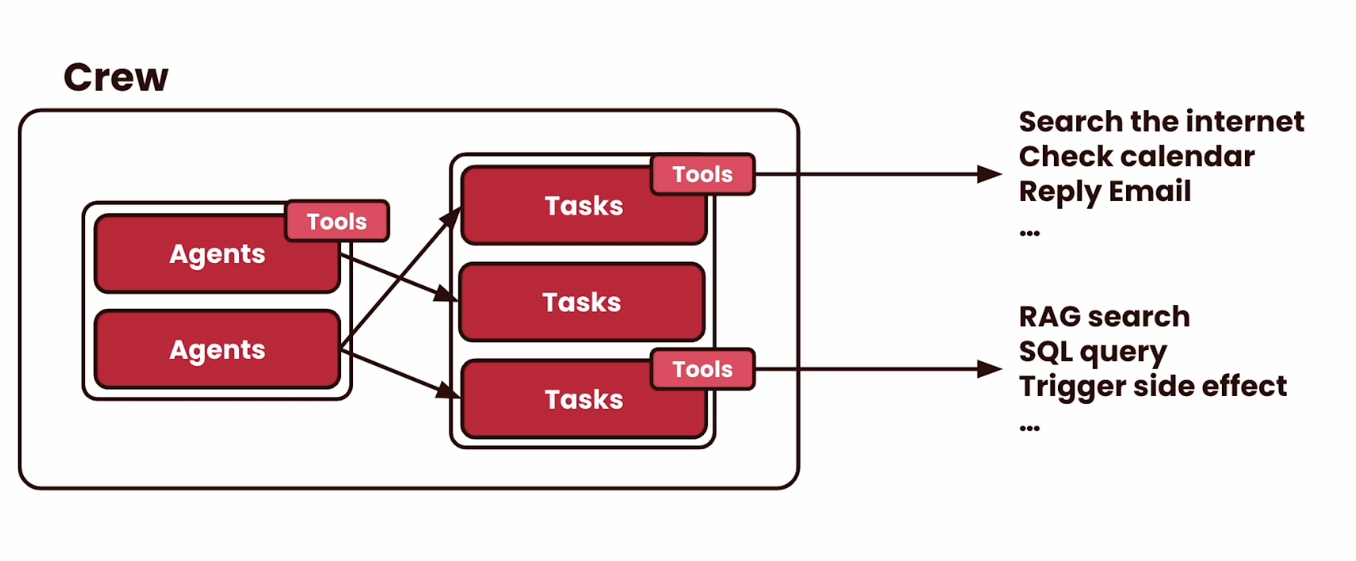 Crew
Tools
Agents
Agents
Tools
Tasks
Tasks
Tools
Tasks
Search the internet
Check calendar
Reply Email
...
RAG search
SQL query
Trigger side effect
...